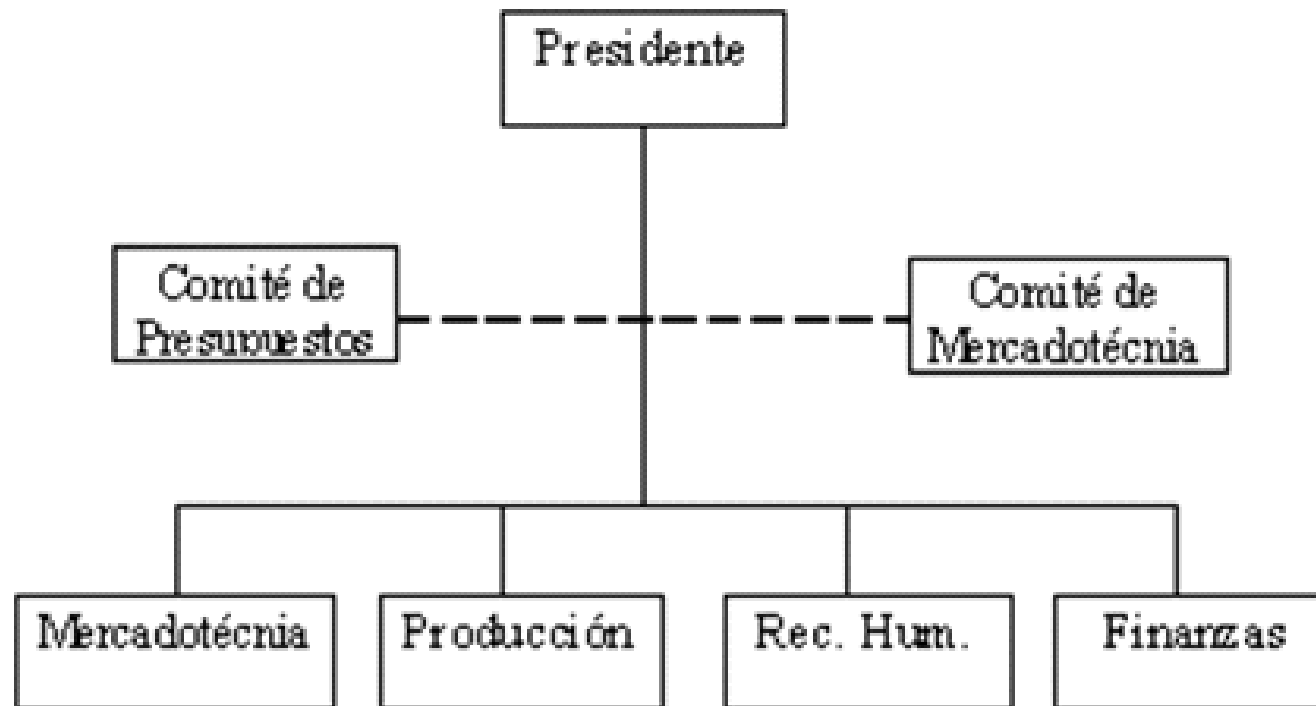 Presidente
Comité de
Presupuestos
Comité de
Mercadotécnia
Mercadotécnia
Producción
Rec. Hum.
Finanzas